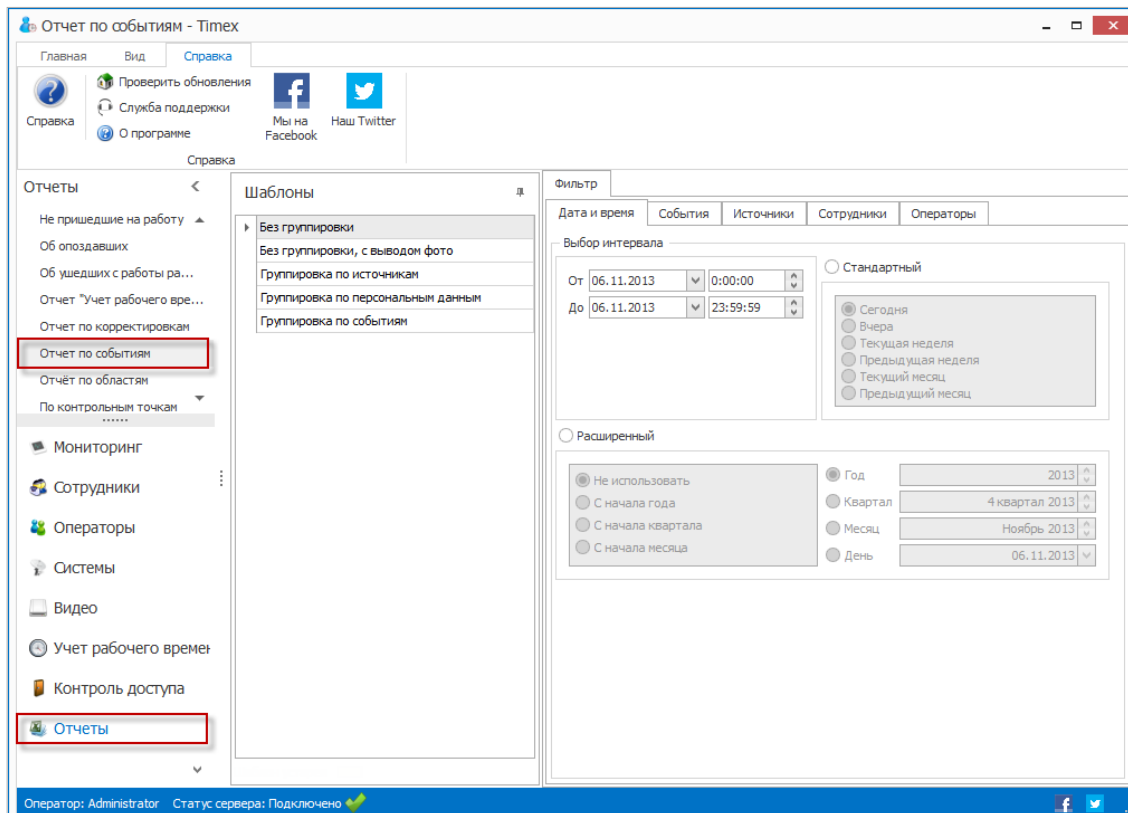 Отчет по событиям - Timex
Главная Вид Справка
Справка
Проверить обновления
Служба поддержки
О программе
Мы на Facebook
Наш Twitter
Справка
Отчеты
Не пришедшие на работу
Об опоздавших
Об ушедших с работы ра...
Отчет "Учет рабочего вре...
Отчет по корректировкам
Отчет по событиям
Отчёт по областям
По контрольным точкам
Мониторинг
Сотрудники
Операторы
Системы
Видео
Учет рабочего времен
Контроль доступа
Отчеты
Шаблоны
Без группировки
Без группировки, с выводом фото
Группировка по источникам
Группировка по персональным данным
Группировка по событиям
Фильтр
Дата и время События Источники Сотрудники Операторы
Выбор интервала
От 06.11.2013 0:00:00
До 06.11.2013 23:59:59
Стандартный
Сегодня
Вчера
Текущая неделя
Предыдущая неделя
Текущий месяц
Предыдущий месяц
Расширенный
Не использовать
С начала года
С начала квартала
С начала месяца
Год 2013
Квартал 4 квартал 2013
Месяц Ноябрь 2013
День 06.11.2013
Оператор: Administrator Статус сервера: Подключено